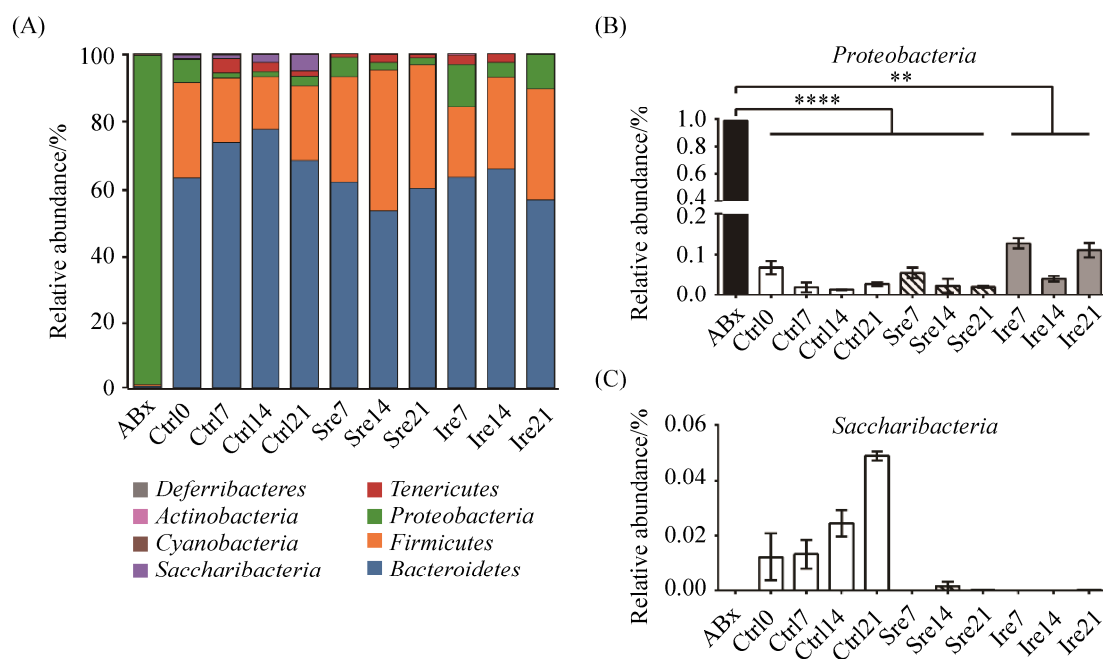 (A)
Relative abundance/%
100
80
60
40
20
0
ABx
Ctrl0
Ctrl7
Ctrl14
Ctrl21
Sre7
Sre14
Sre21
Ire7
Ire14
Ire21
Deferribacteres
Actinobacteria
Cyanobacteria
Saccharibacteria
Tenericutes
Proteobacteria
Firmicutes
Bacteroidetes
(B)
Proteobacteria
**
****
Relative abundance/%
1.0
0.8
0.6
0.4
0.2
0.1
0.0
ABx
Ctrl0
Ctrl7
Ctrl14
Ctrl21
Sre7
Sre14
Sre21
Ire7
Ire14
Ire21
(C)
Saccharibacteria
Relative abundance/%
0.06
0.04
0.02
0.00
ABx
Ctrl0
Ctrl7
Ctrl14
Ctrl21
Sre7
Sre14
Sre21
Ire7
Ire14
Ire21